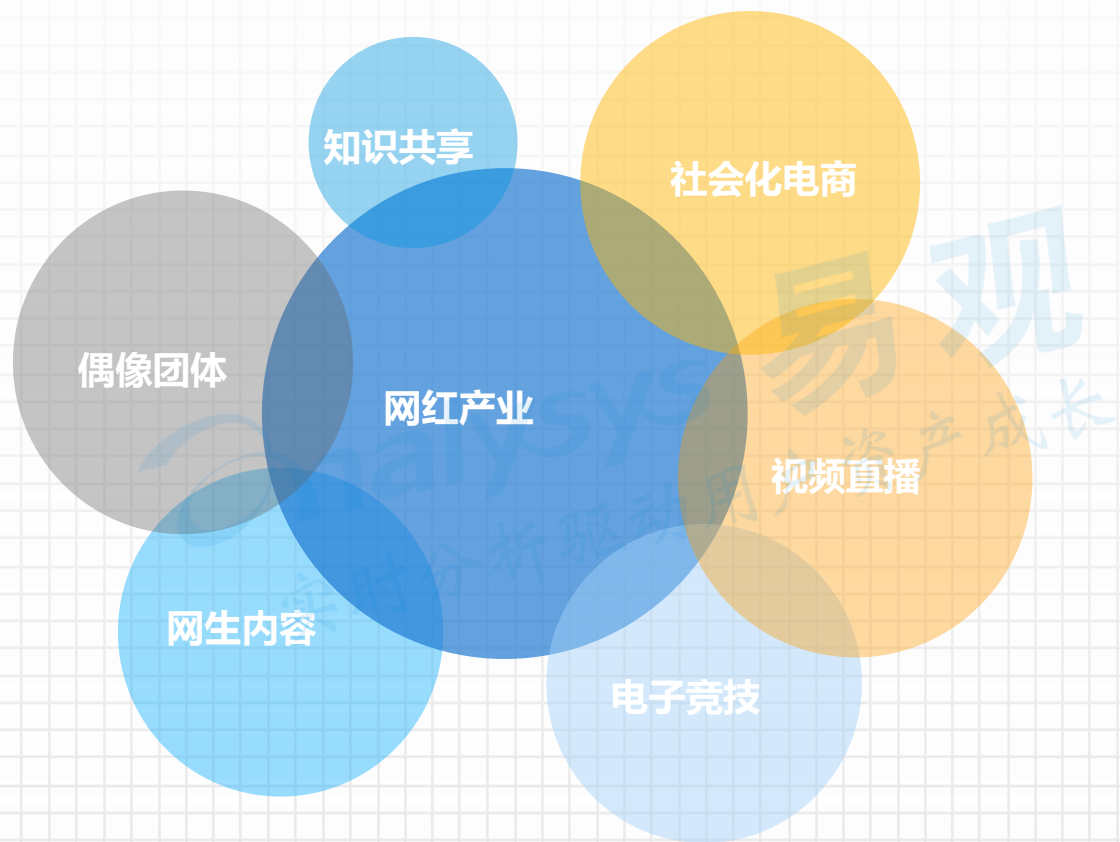 知识共享
社会化电商
偶像团体
网红产业
视频直播
网生内容
电子竞技
易观
nalysys
实时分析驱动用户资产成长